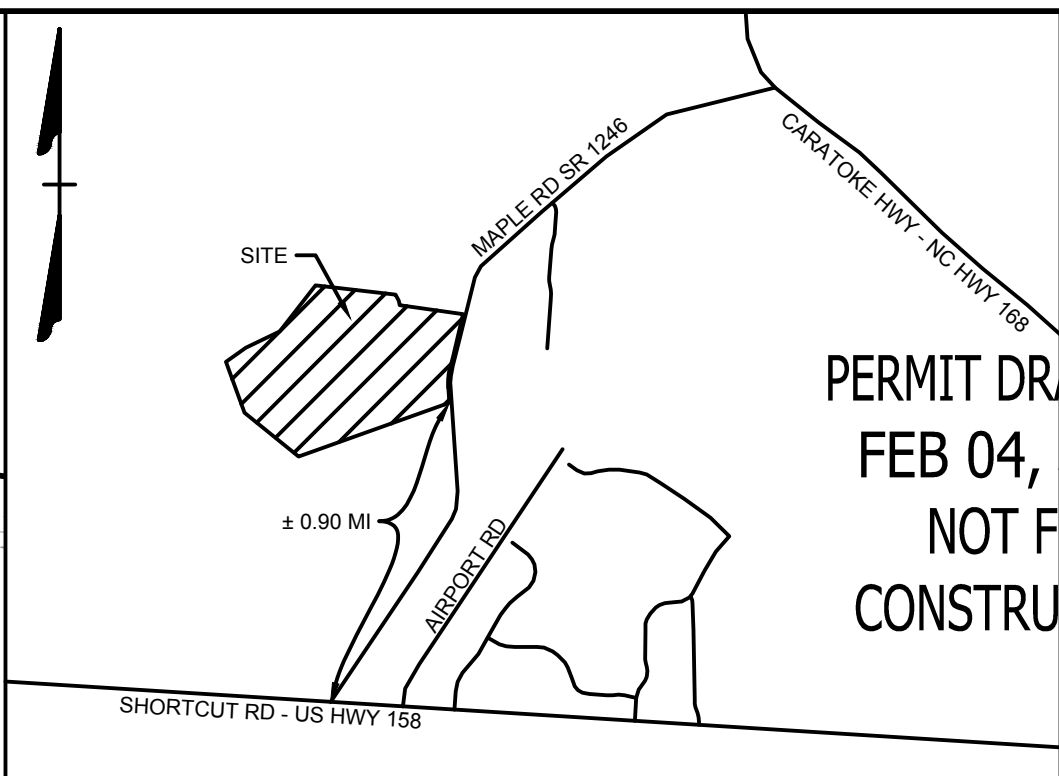 MAPLE RD SR 1246
CARATOKE HWY - NC HWY 168
SITE
PERMIT DRA
FEB 04,
NOT F
CONSTRU
± 0.90 MI
AIRPORT RD
SHORTCUT RD - US HWY 158